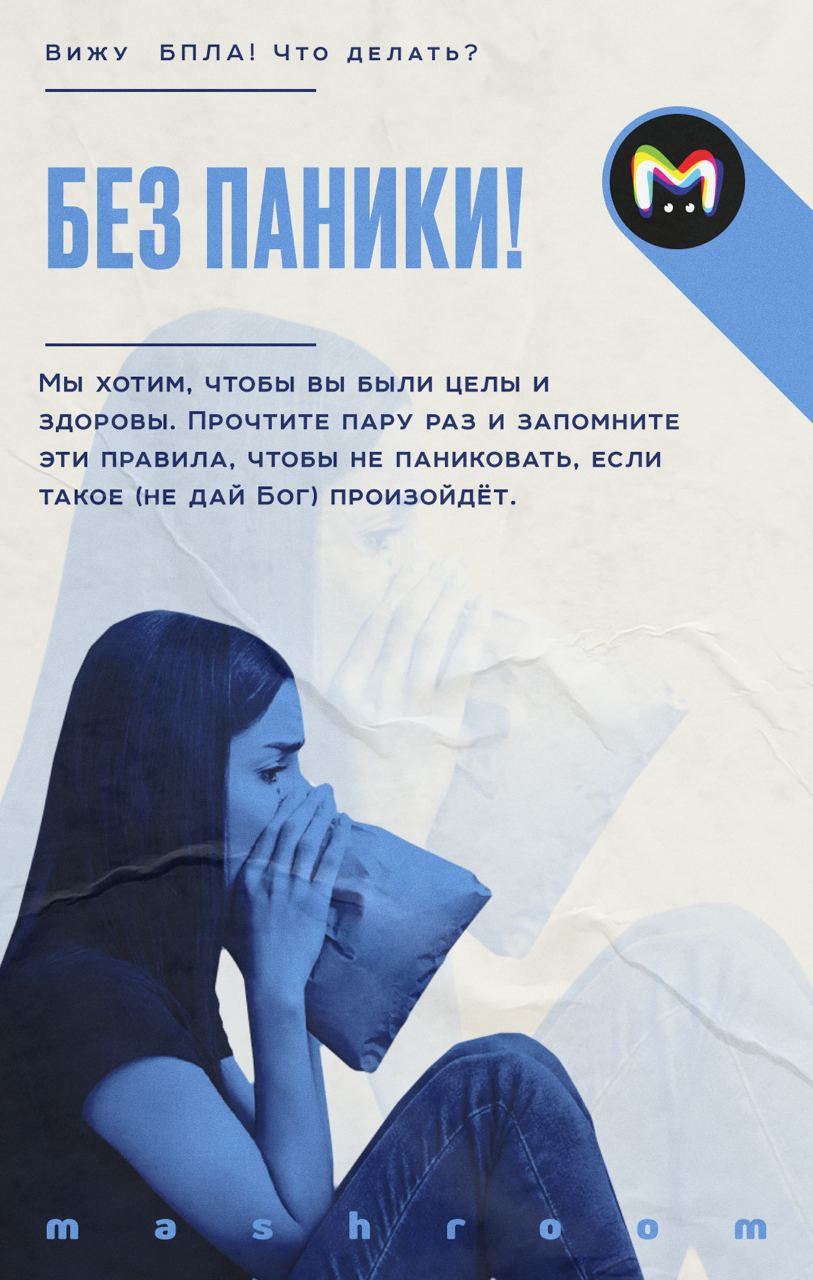 Вижу БПЛА! Что делать?
БЕЗ ПАНИКИ!
Мы хотим, чтобы вы были целы и
здоровы. Прочтите пару раз и запомните
эти правила, чтобы не паниковать, если
такое (не дай Бог) произойдёт.
mashroom